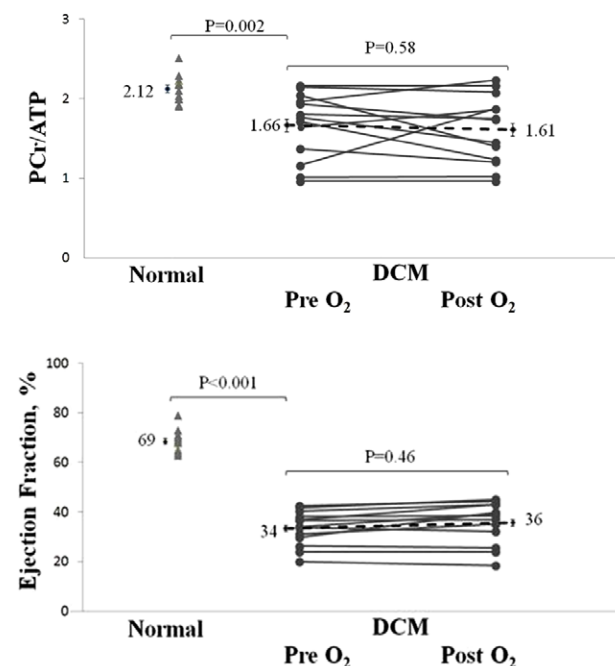 3
P=0.002
P=0.58
2
2.12
1.66
1.61
PCr/ATP
1
0
Normal
DCM
Pre O₂
Post O₂
100
P<0.001
80
69
P=0.46
60
40
34
36
20
Ejection Fraction, %
0
Normal
DCM
Pre O₂
Post O₂